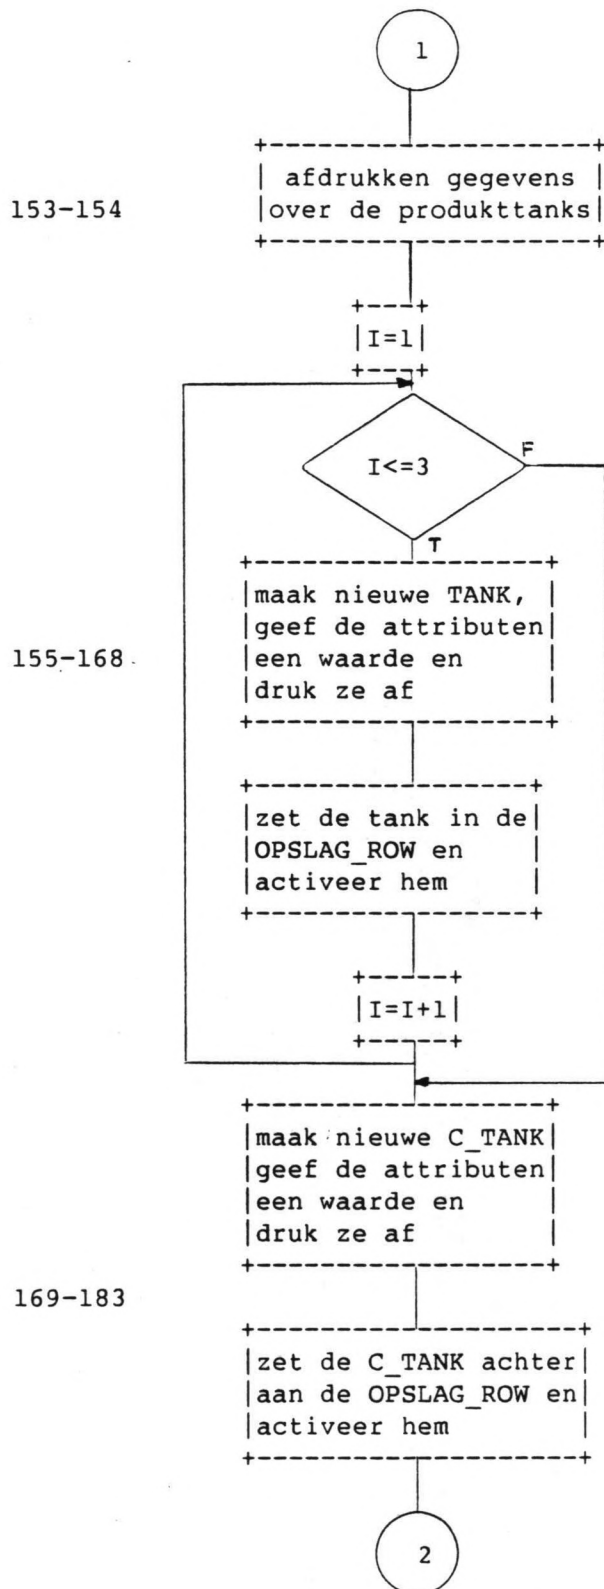 1
afdrukken gegevens
153-154
over de produkttanks
I=1
I<=3
F
T
maak nieuwe TANK,
geef de attributen
155-168
een waarde en
druk ze af
zet de tank in de
OPSLAG_ROW en
activeer hem
I=I+1
maak nieuwe C_TANK
geef de attributen
een waarde en
druk ze af
169-183
zet de C_TANK achter
aan de OPSLAG_ROW en
activeer hem
2